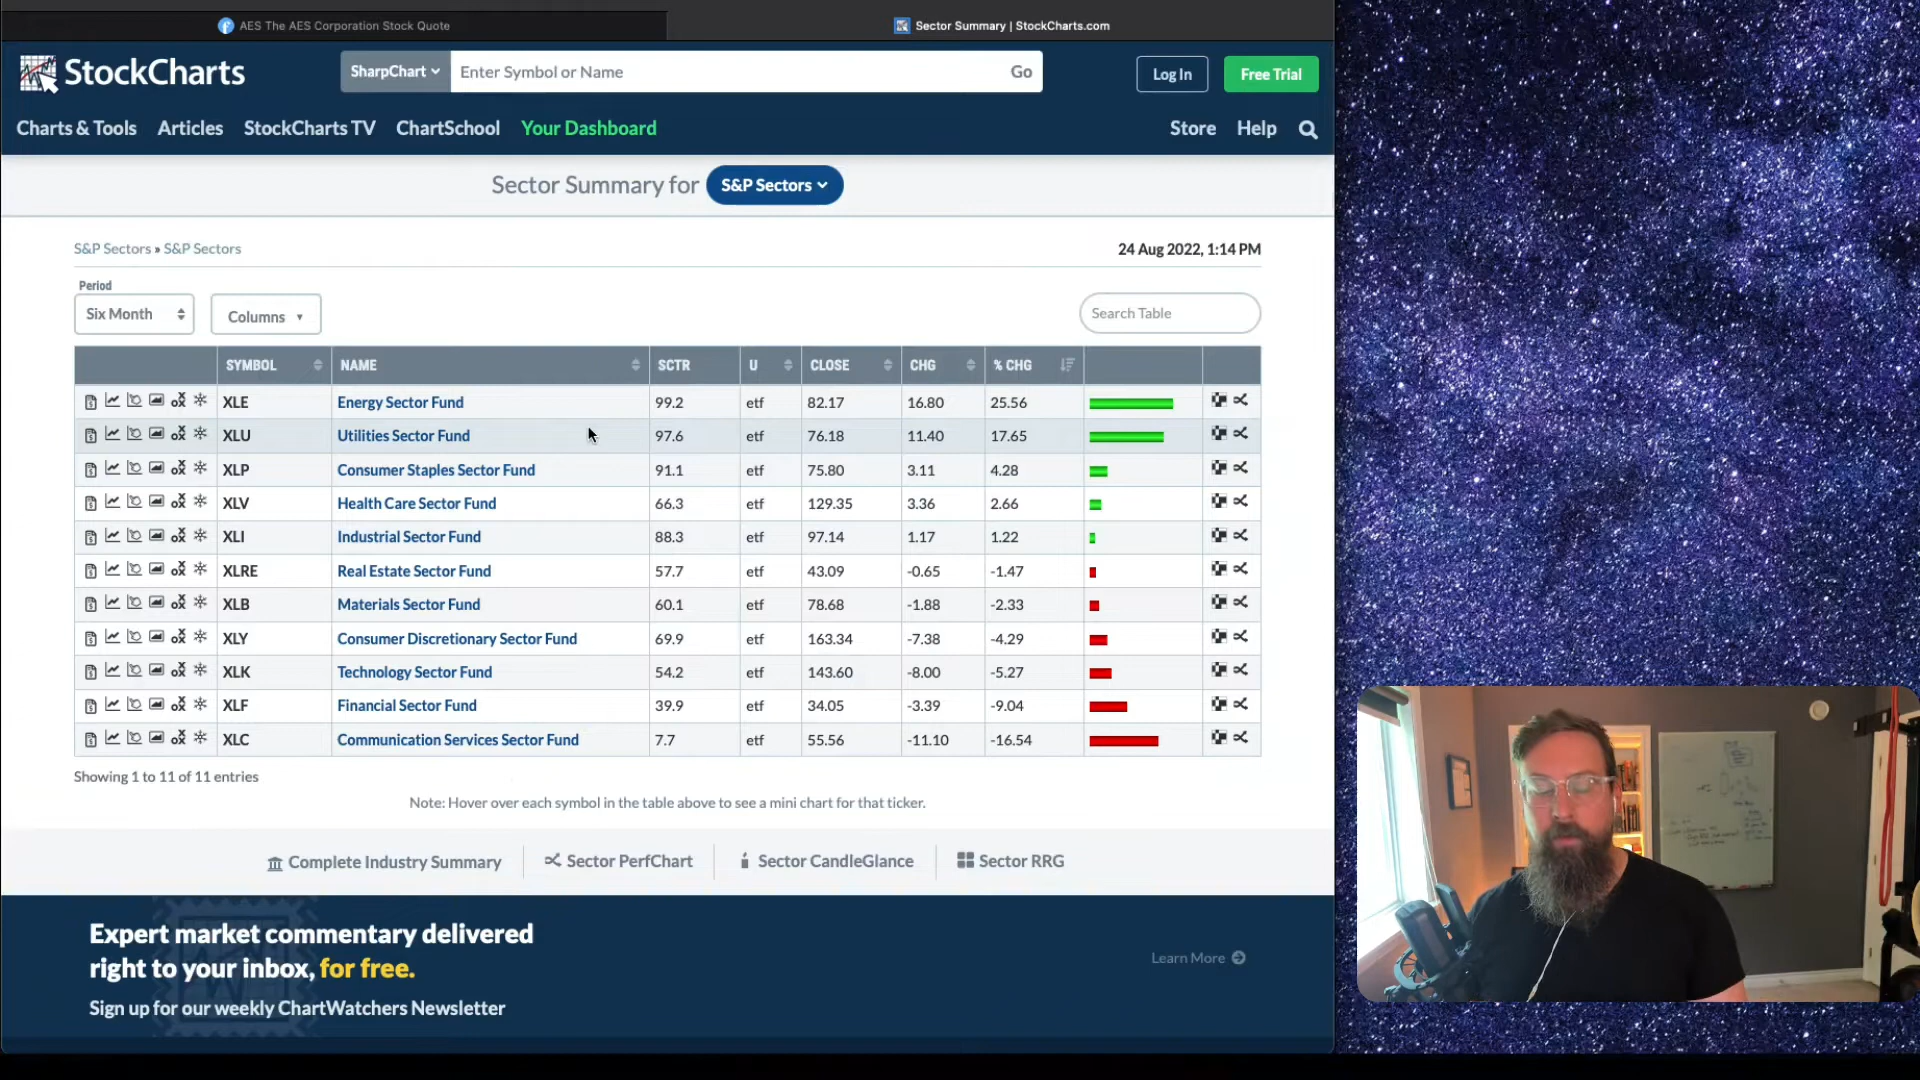 AES The AES Corporation Stock Quote
Sector Summary | StockCharts.com
StockCharts
SharpChart
Enter Symbol or Name
Go
Log In
Free Trial
Charts & Tools
Articles
StockCharts TV
ChartSchool
Your Dashboard
Store
Help
Sector Summary for S&P Sectors
S&P Sectors » S&P Sectors
24 Aug 2022, 1:14 PM
Period
Six Month
Columns
Search Table
SYMBOL NAME SCTR U CLOSE CHG % CHG
XLE Energy Sector Fund 99.2 etf 82.17 16.80 25.56
XLU Utilities Sector Fund 97.6 etf 76.18 11.40 17.65
XLP Consumer Staples Sector Fund 91.1 etf 75.80 3.11 4.28
XLV Health Care Sector Fund 66.3 etf 129.35 3.36 2.66
XLI Industrial Sector Fund 88.3 etf 97.14 1.17 1.22
XLRE Real Estate Sector Fund 57.7 etf 43.09 -0.65 -1.47
XLB Materials Sector Fund 60.1 etf 78.68 -1.88 -2.33
XLY Consumer Discretionary Sector Fund 69.9 etf 163.34 -7.38 -4.29
XLK Technology Sector Fund 54.2 etf 143.60 -8.00 -5.27
XLF Financial Sector Fund 39.9 etf 34.05 -3.39 -9.04
XLC Communication Services Sector Fund 7.7 etf 55.56 -11.10 -16.54
Showing 1 to 11 of 11 entries
Note: Hover over each symbol in the table above to see a mini chart for that ticker.
Complete Industry Summary
Sector PerfChart
Sector CandleGlance
Sector RRG
Expert market commentary delivered
right to your inbox, for free.
Learn More
Sign up for our weekly ChartWatchers Newsletter